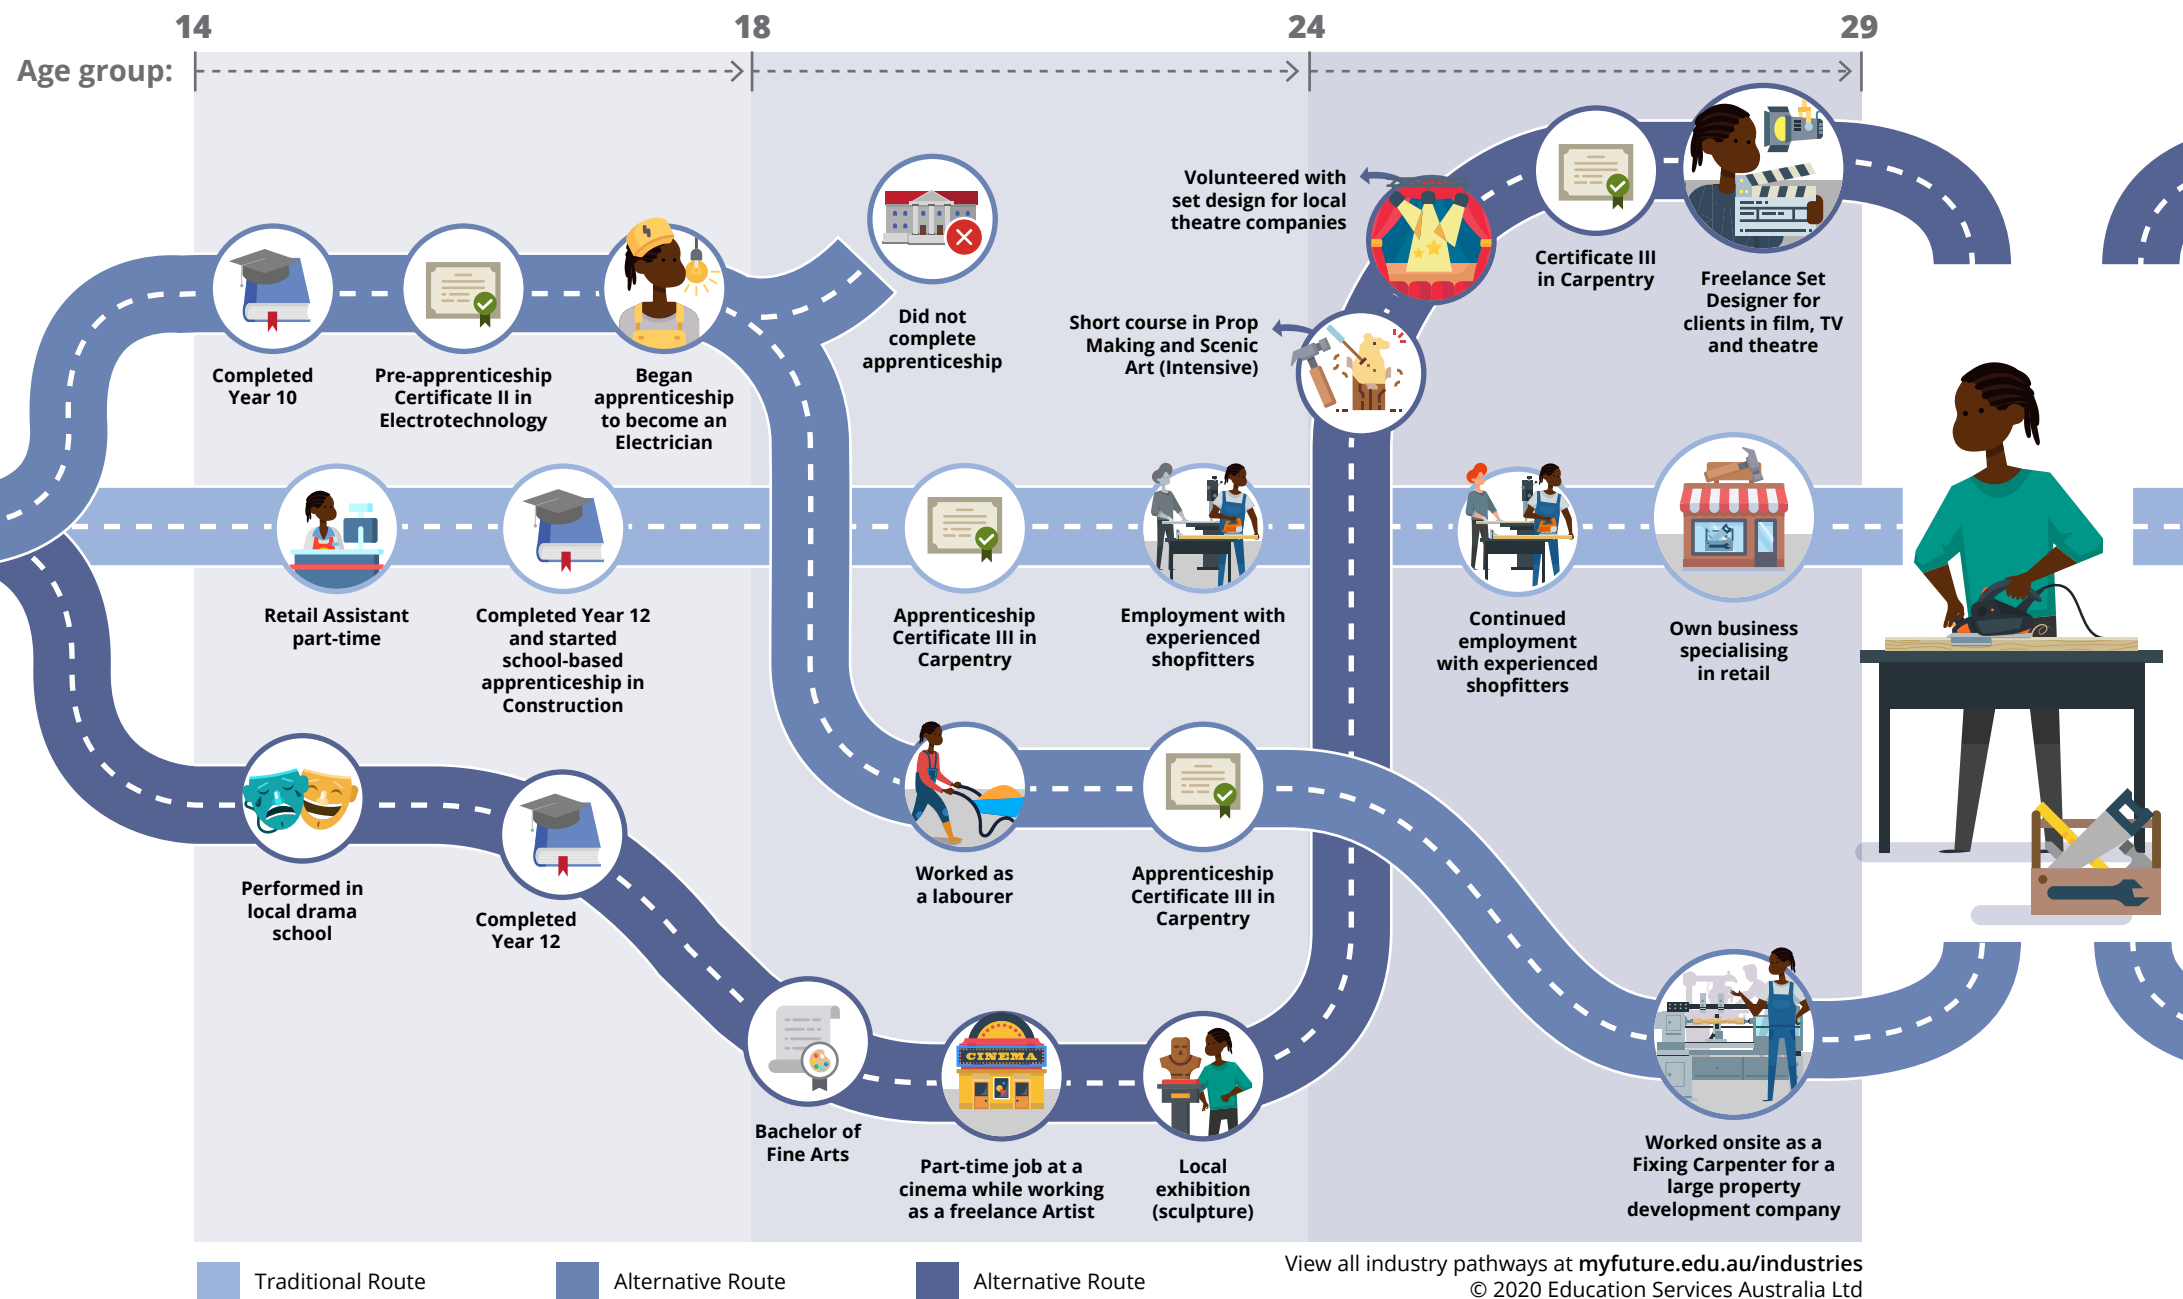 14
18
24
29
Age group:
Completed
Year 10
Pre-apprenticeship
Certificate II in
Electrotechnology
Began
apprenticeship
to become an
Electrician
Did not
complete
apprenticeship
Volunteered with
set design for local
theatre companies
Short course in Prop
Making and Scenic
Art (Intensive)
Certificate III
in Carpentry
Freelance Set
Designer for
clients in film, TV
and theatre
Retail Assistant
part-time
Completed Year 12
and started
school-based
apprenticeship in
Construction
Apprenticeship
Certificate III in
Carpentry
Employment with
experienced
shopfitters
Continued
employment
with experienced
shopfitters
Own business
specialising
in retail
Performed in
local drama
school
Completed
Year 12
Worked as
a labourer
Apprenticeship
Certificate III in
Carpentry
Bachelor of
Fine Arts
CINEMA
Part-time job at a
cinema while working
as a freelance Artist
Local
exhibition
(sculpture)
Worked onsite as a
Fixing Carpenter for a
large property
development company
Traditional Route
Alternative Route
Alternative Route
View all industry pathways at myfuture.edu.au/industries
© 2020 Education Services Australia Ltd